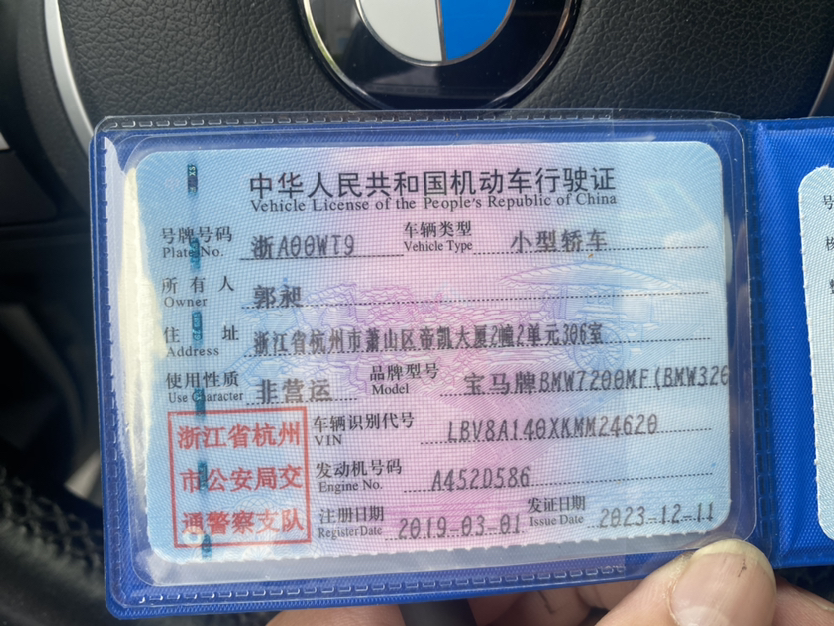 中华人民共和国机动车行驶证
Vehicle License of the People's Republic of China
号牌号码 浙A00WT9 车辆类型 小型轿车
Plate No. Vehicle Type
所有人 郭昶
Owner
住址 浙江省杭州市萧山区帝凯大厦2幢2单元306室
Address
使用性质 非营运 品牌型号 宝马牌BMW7200MF(BMW320
Use Character Model
浙江省杭州
市公安局交
通警察支队
车辆识别代号 LBV8A140XKMM24620
VIN
发动机号码 A452D586
Engine No.
注册日期 2019-03-01 发证日期 2023-12-11
Register Date Issue Date
号